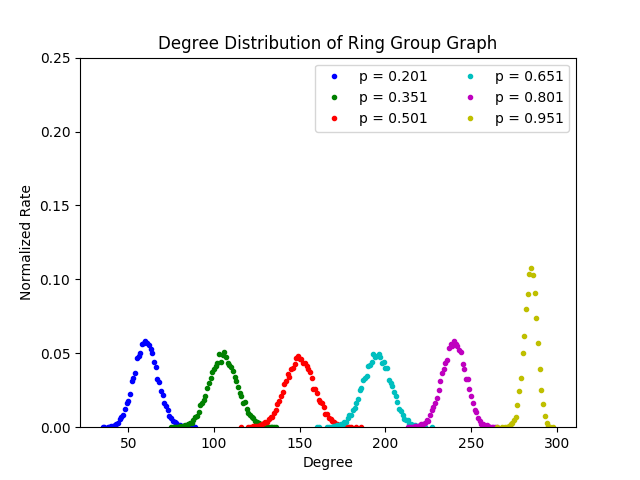 Degree Distribution of Ring Group Graph
0.25
0.20
0.15
0.10
0.05
0.00
Normalized Rate
p = 0.201
p = 0.351
p = 0.501
p = 0.651
p = 0.801
p = 0.951
50 100 150 200 250 300
Degree